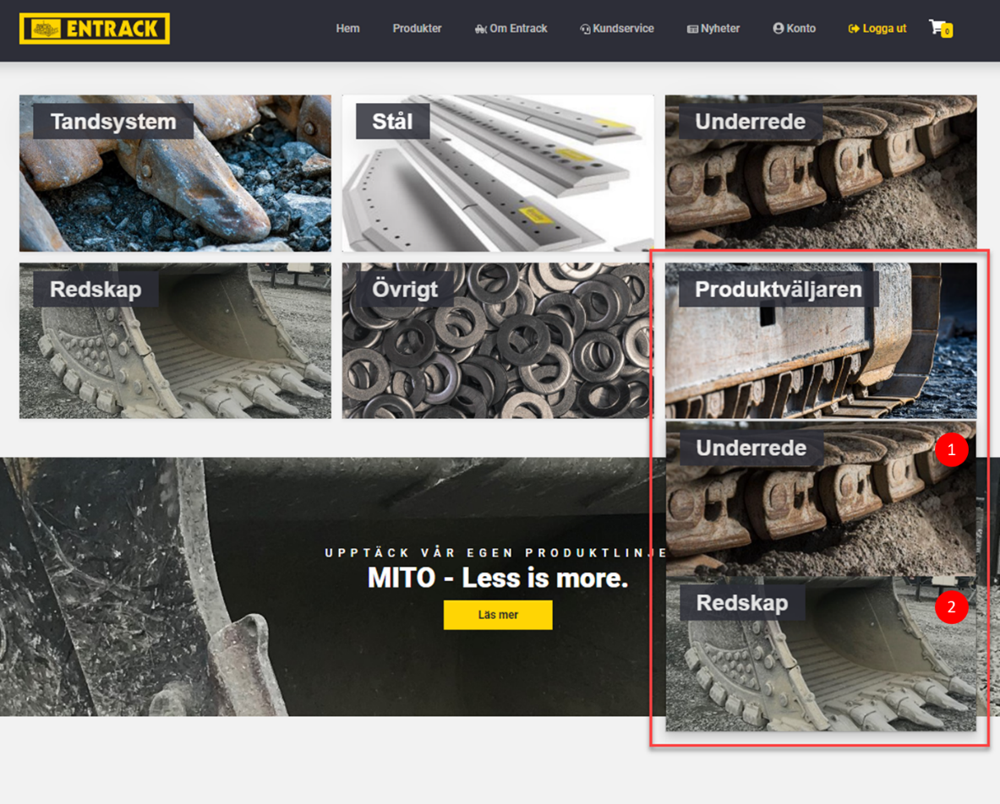 ENTRACK
Hem Produkter Om Entrack Kundservice Nyheter Konto Logga ut 0
Tandsystem Stål Underrede
Redskap Övrigt Produktväljaren
Underrede 1
UPPTÄCK VÅR EGEN PRODUKTLINJE
MITO - Less is more.
Läs mer
Redskap 2